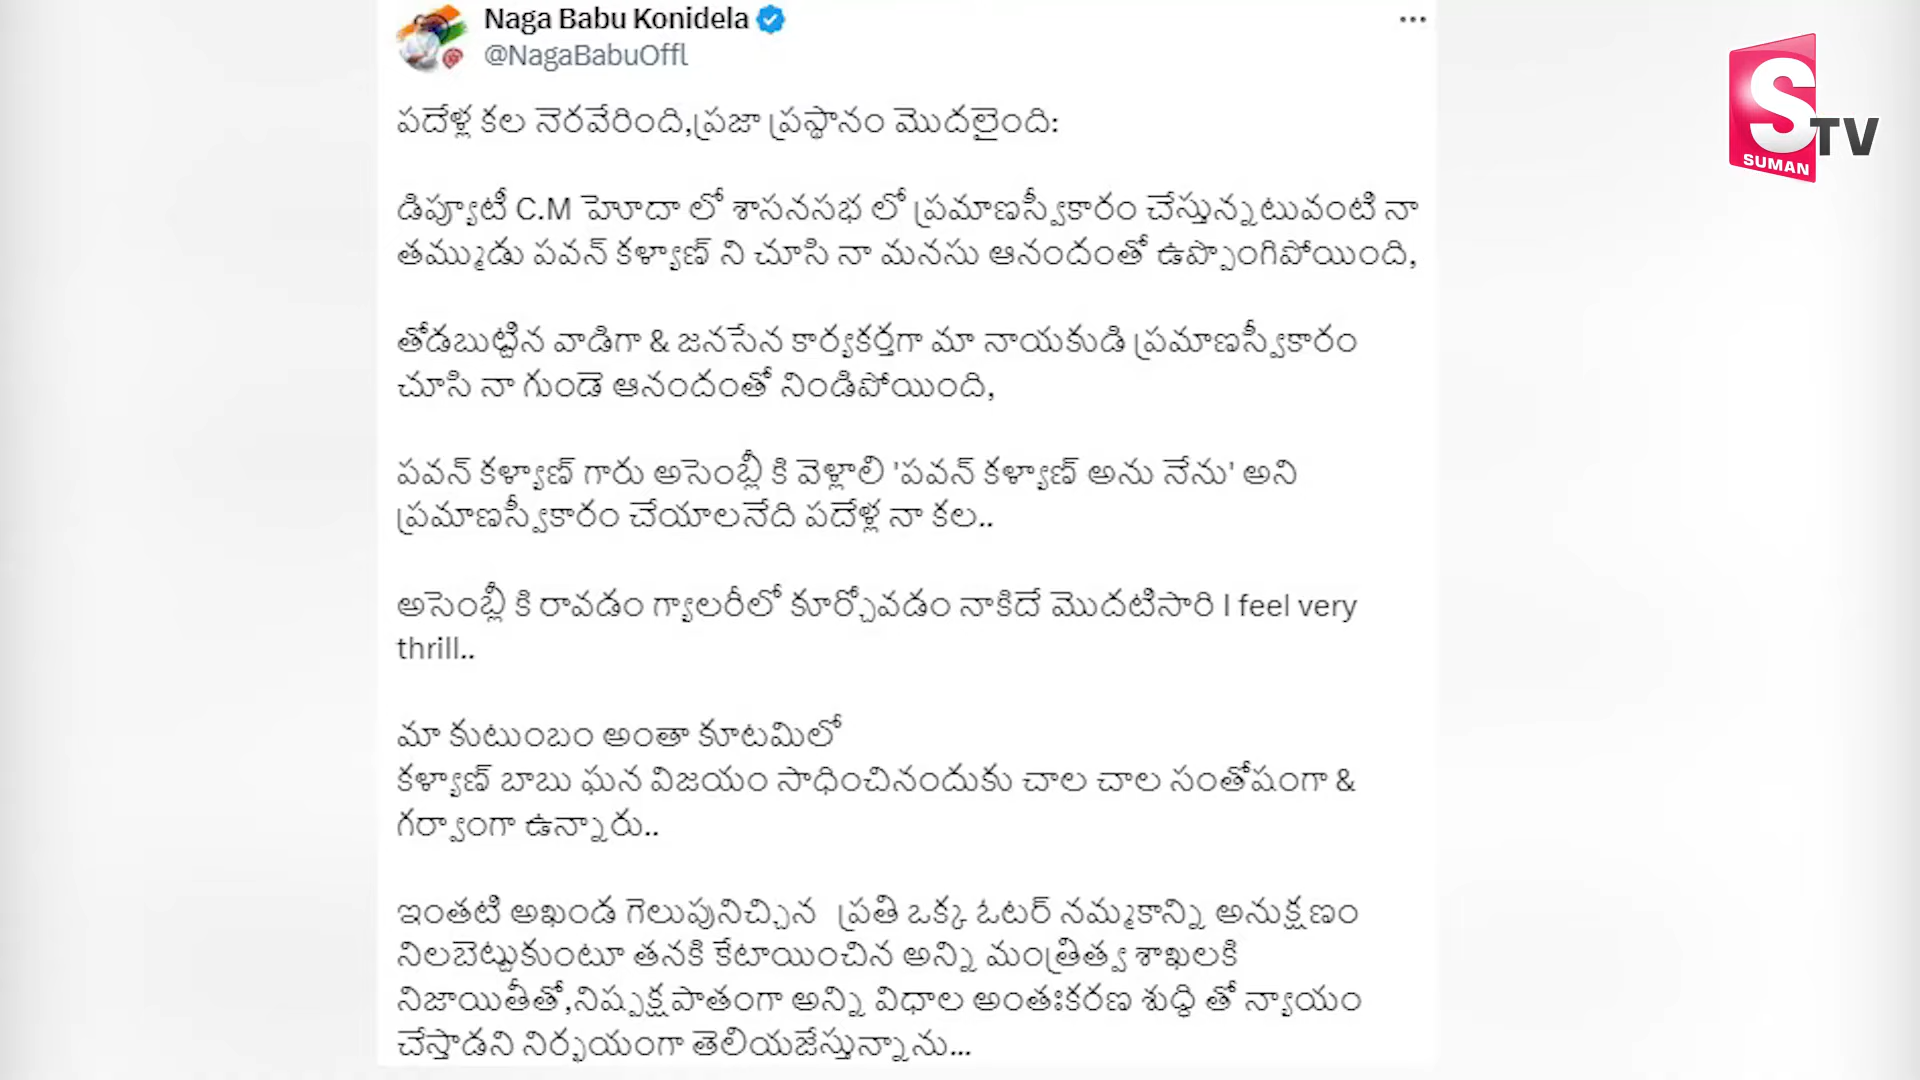 Naga Babu Konidela
@NagaBabuOffl
S
TV
SUMAN
పదేళ్ల కల నెరవేరింది,ప్రజా ప్రస్థానం మొదలైంది:
డిప్యూటీ C.M హెూదా లో శాసనసభ లో ప్రమాణస్వీకారం చేస్తున్నటువంటి నా
తమ్ముడు పవన్ కళ్యాణ్ ని చూసి నా మనసు ఆనందంతో ఉప్పొంగిపోయింది,
తోడబుట్టిన వాడిగా & జనసేన కార్యకర్తగా మా నాయకుడి ప్రమాణస్వీకారం
చూసి నా గుండె ఆనందంతో నిండిపోయింది,
పవన్ కళ్యాణ్ గారు అసెంబ్లీ కి వెళ్లాలి 'పవన్ కళ్యాణ్ అను నేను' అని
ప్రమాణస్వీకారం చేయాలనేది పదేళ్ల నా కల..
అసెంబ్లీ కి రావడం గ్యాలరీలో కూర్చోవడం నాకిదే మొదటిసారి I feel very
thrill..
మా కుటుంబం అంతా కూటమిలో
కళ్యాణ్ బాబు ఘన విజయం సాధించినందుకు చాల చాల సంతోషంగా &
గర్వాంగా ఉన్నారు..
ఇంతటి అఖండ గెలుపునిచ్చిన ప్రతి ఒక్క ఓటర్ నమ్మకాన్ని అనుక్షణం
నిలబెట్టుకుంటూ తనకి కేటాయించిన అన్ని మంత్రిత్వ శాఖలకి
నిజాయితీతో,నిష్పక్షపాతంగా అన్ని విధాల అంతఃకరణ శుద్ధి తో న్యాయం
చేస్తాడని నిర్భయంగా తెలియజేస్తున్నాను...